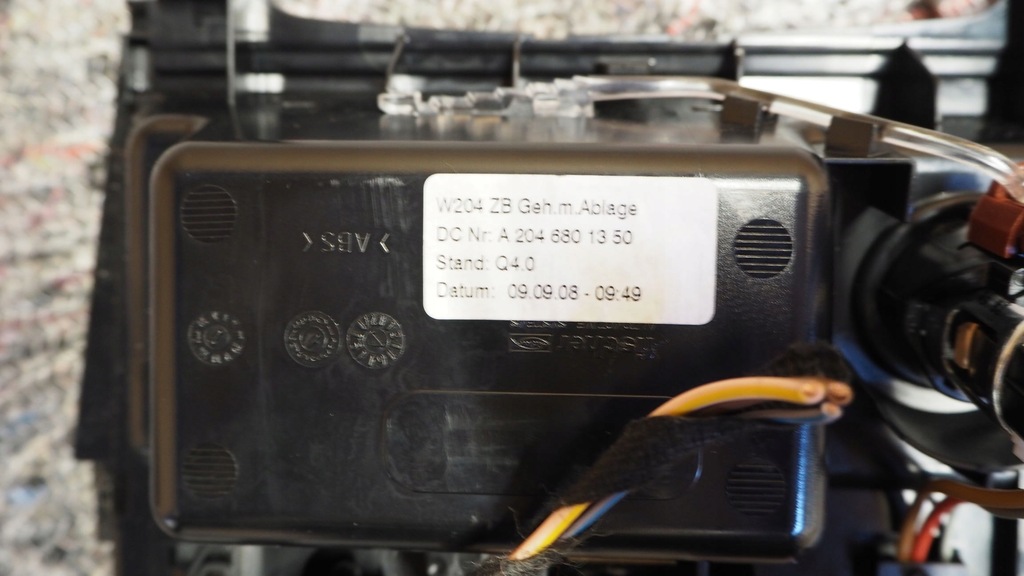 W204 ZB Geh.m.Ablage
DC Nr: A 204 680 13 50
Stand: Q4.0
Datum: 09.09.08 - 09:49
>ABS<